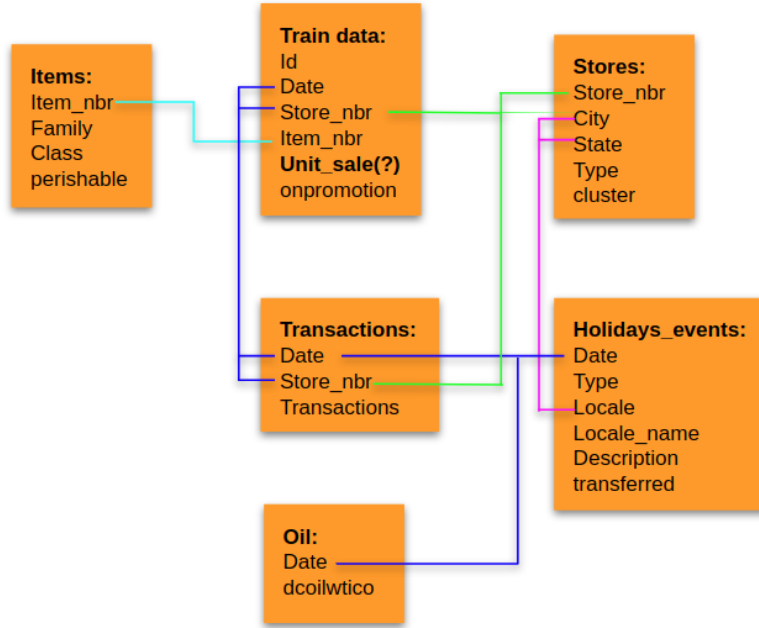 Items:
Item_nbr
Family
Class
perishable
Train data:
Id
Date
Store_nbr
Item_nbr
Unit_sale(?)
onpromotion
Stores:
Store_nbr
City
State
Type
cluster
Transactions:
Date
Store_nbr
Transactions
Holidays_events:
Date
Type
Locale
Locale_name
Description
transferred
Oil:
Date
dcoilwtico